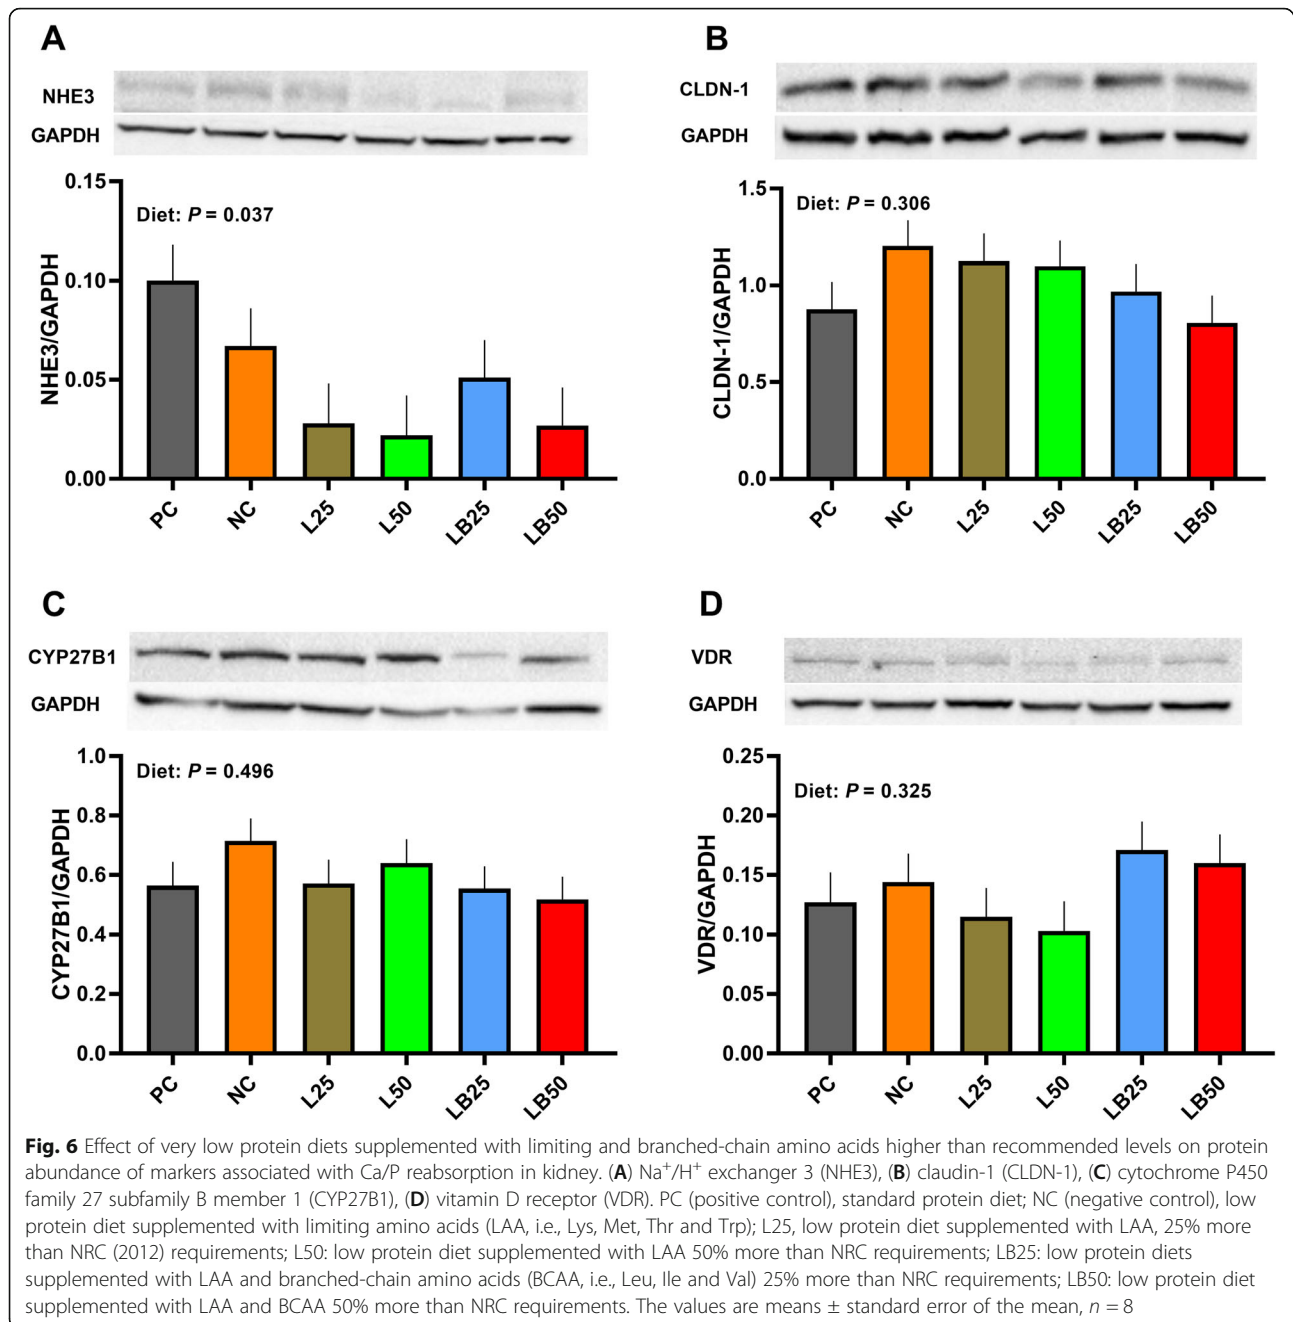 A
NHE3
GAPDH
0.15
0.10
0.05
0.00
NHE3/GAPDH
Diet: P = 0.037
PC
NC
L25
L50
LB25
LB50
B
CLDN-1
GAPDH
1.5
1.0
0.5
0.0
CLDN-1/GAPDH
Diet: P = 0.306
PC
NC
L25
L50
LB25
LB50
C
CYP27B1
GAPDH
1.0
0.8
0.6
0.4
0.2
0.0
CYP27B1/GAPDH
Diet: P = 0.496
PC
NC
L25
L50
LB25
LB50
D
VDR
GAPDH
0.25
0.20
0.15
0.10
0.05
0.00
VDR/GAPDH
Diet: P = 0.325
PC
NC
L25
L50
LB25
LB50
Fig. 6 Effect of very low protein diets supplemented with limiting and branched-chain amino acids higher than recommended levels on protein
abundance of markers associated with Ca/P reabsorption in kidney. (A) Na⁺/H⁺ exchanger 3 (NHE3), (B) claudin-1 (CLDN-1), (C) cytochrome P450
family 27 subfamily B member 1 (CYP27B1), (D) vitamin D receptor (VDR). PC (positive control), standard protein diet; NC (negative control), low
protein diet supplemented with limiting amino acids (LAA, i.e., Lys, Met, Thr and Trp); L25, low protein diet supplemented with LAA, 25% more
than NRC (2012) requirements; L50: low protein diet supplemented with LAA 50% more than NRC requirements; LB25: low protein diets
supplemented with LAA and branched-chain amino acids (BCAA, i.e., Leu, Ile and Val) 25% more than NRC requirements; LB50: low protein diet
supplemented with LAA and BCAA 50% more than NRC requirements. The values are means ± standard error of the mean, n = 8